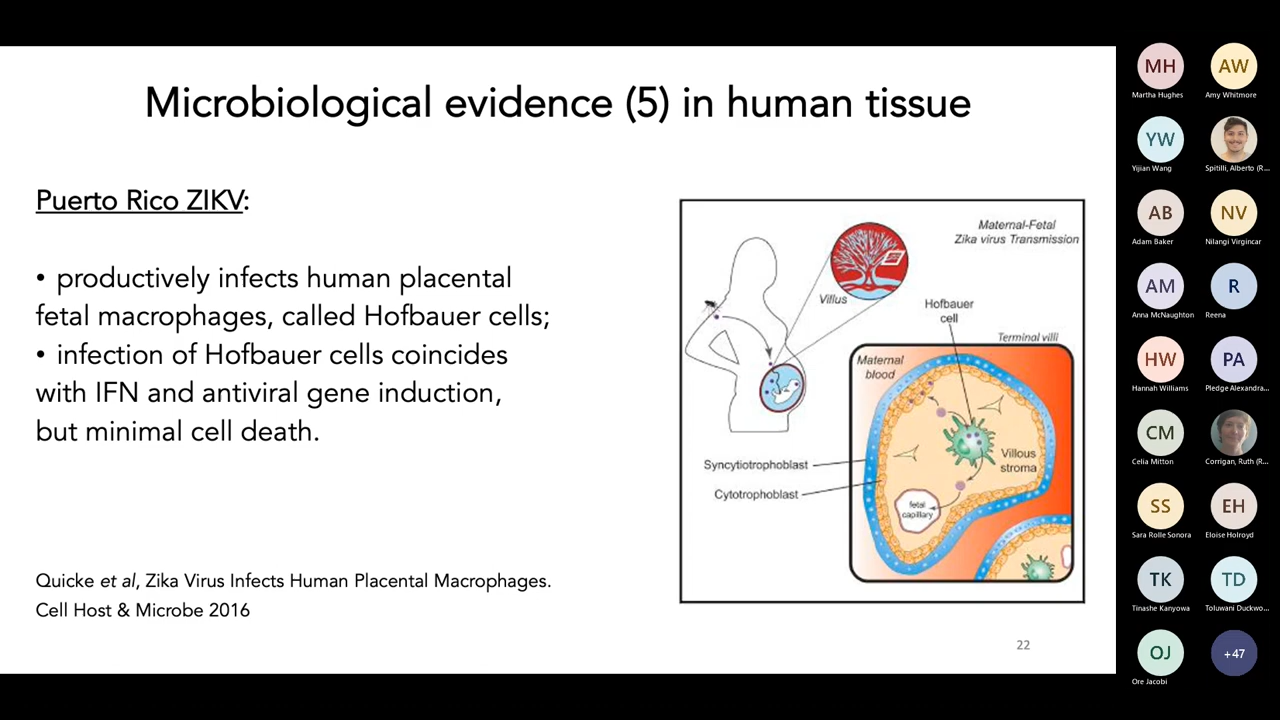 Microbiological evidence (5) in human tissue
Puerto Rico ZIKV:
• productively infects human placental
fetal macrophages, called Hofbauer cells;
• infection of Hofbauer cells coincides
with IFN and antiviral gene induction,
but minimal cell death.
Quicke et al, Zika Virus Infects Human Placental Macrophages.
Cell Host & Microbe 2016
Maternal-Fetal
Zika virus Transmission
Villus
Hofbauer
cell
Terminal villi
Maternal
blood
Syncytiotrophoblast
Cytotrophoblast
Villous
stroma
fetal
capillary
22
MH
Martha Hughes
AW
Amy Whitmore
YW
Yijian Wang
Spitilli, Alberto (R...
AB
Adam Baker
NV
Nilangi Virgincar
AM
Anna McNaughton
R
Reena
HW
Hannah Williams
PA
Pledge Alexandra...
CM
Celia Mitton
Corrigan, Ruth (R...
SS
Sara Rolle Sonora
EH
Eloise Holroyd
TK
Tinashe Kanyowa
TD
Toluwani Duckwo...
OJ
Ore Jacobi
+47